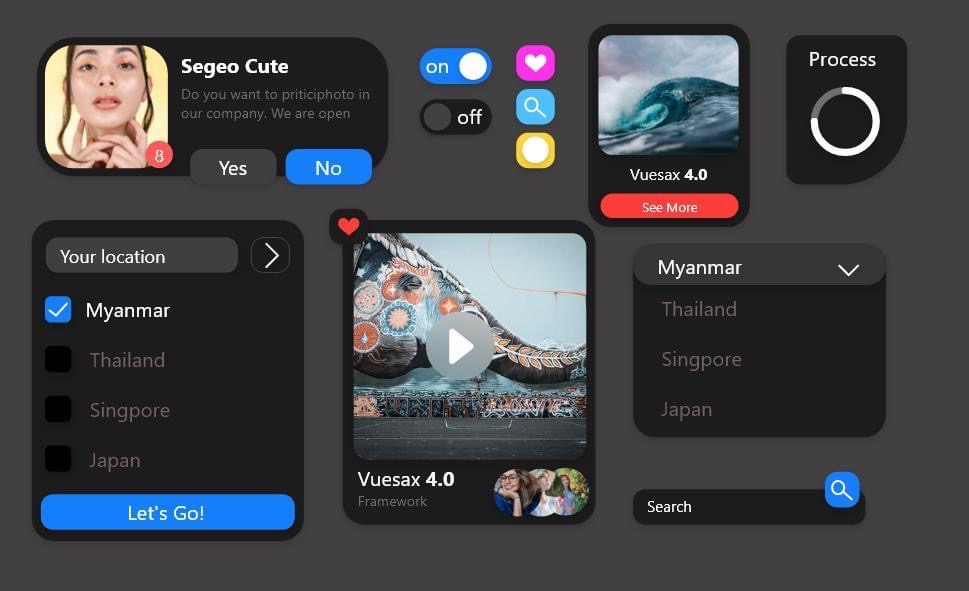 Segeo Cute
Do you want to priticiphoto in
our company. We are open
8
Yes
No
on
off
Vuesax 4.0
See More
Process
Your location
Myanmar
Thailand
Singpore
Japan
Let's Go!
Vuesax 4.0
Framework
Myanmar
Thailand
Singpore
Japan
Search